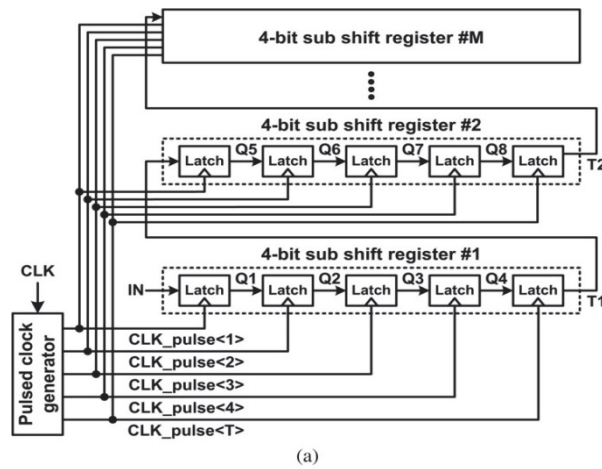 4-bit sub shift register #M
4-bit sub shift register #2
Latch Q5 Latch Q6 Latch Q7 Latch Q8 Latch
T2
4-bit sub shift register #1
CLK
IN Latch Q1 Latch Q2 Latch Q3 Latch Q4 Latch
T1
Pulsed clock
generator
CLK_pulse<1>
CLK_pulse<2>
CLK_pulse<3>
CLK_pulse<4>
CLK_pulse<T>
(a)